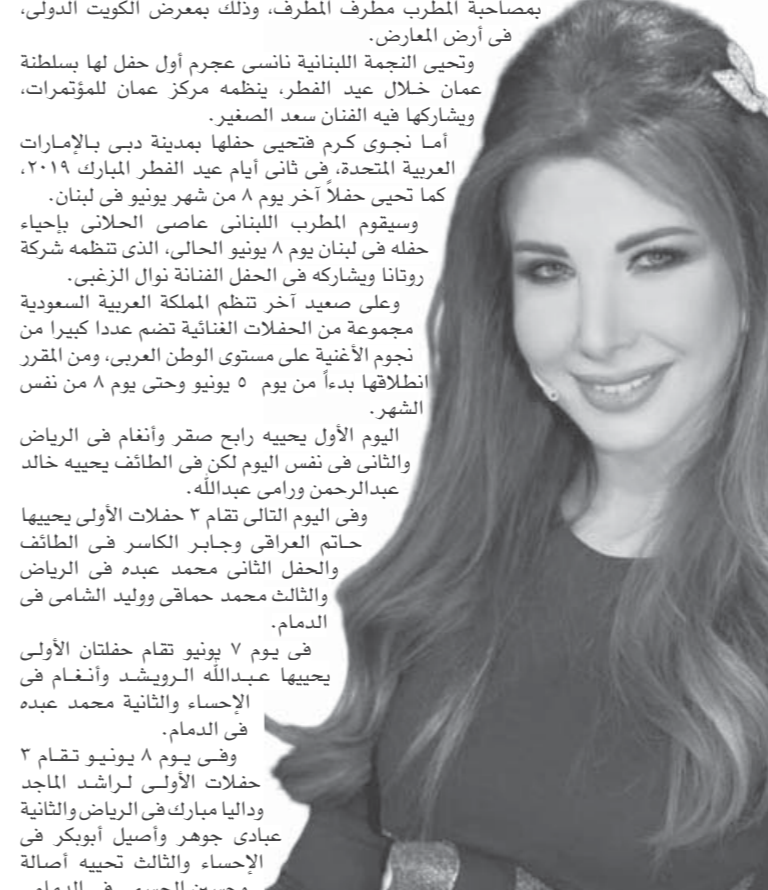 بمصاحبة المطرب مطرف المطرف، وذلك بمعرض الكويت الدولى،
فى أرض المعارض.
وتحيى النجمة اللبنانية نانسى عجرم أول حفل لها بسلطنة
عمان خلال عيد الفطر، ينظمه مركز عمان للمؤتمرات،
ويشاركها فيه الفنان سعد الصغير.
أما نجوى كرم فتحيى حفلها بمدينة دبى بالإمارات
العربية المتحدة، فى ثانى أيام عيد الفطر المبارك ٢٠١٩،
كما تحيى حفلاً آخر يوم ٨ من شهر يونيو فى لبنان.
وسيقوم المطرب اللبنانى عاصى الحلانى بإحياء
حفله فى لبنان يوم ٨ يونيو الحالى، الذى تنظمه شركة
روتانا ويشاركه فى الحفل الفنانة نوال الزغبى.
وعلى صعيد آخر تنظم المملكة العربية السعودية
مجموعة من الحفلات الغنائية تضم عددا كبيرا من
نجوم الأغنية على مستوى الوطن العربى، ومن المقرر
انطلاقها بدءاً من يوم ٥ يونيو وحتى يوم ٨ من نفس
الشهر.
اليوم الأول يحييه رابح صقر وأنغام فى الرياض
والثانى فى نفس اليوم لكن فى الطائف يحييه خالد
عبدالرحمن ورامى عبدالله.
وفى اليوم التالى تقام ٣ حفلات الأولى يحييها
حاتم العراقى وجابر الكاسر فى الطائف
والحفل الثانى محمد عبده فى الرياض
والثالث محمد حماقى ووليد الشامى فى
الدمام.
فى يوم ٧ يونيو تقام حفلتان الأولى
يحييها عبدالله الرويشد وأنغام فى
الإحساء والثانية محمد عبده
فى الدمام.
وفى يوم ٨ يونيو تقام ٣
حفلات الأولى لراشد الماجد
وداليا مبارك فى الرياض والثانية
عبادى جوهر وأصيل أبوبكر فى
الإحساء والثالث تحييه أصالة
وحسين الجسمى فى الدمام.